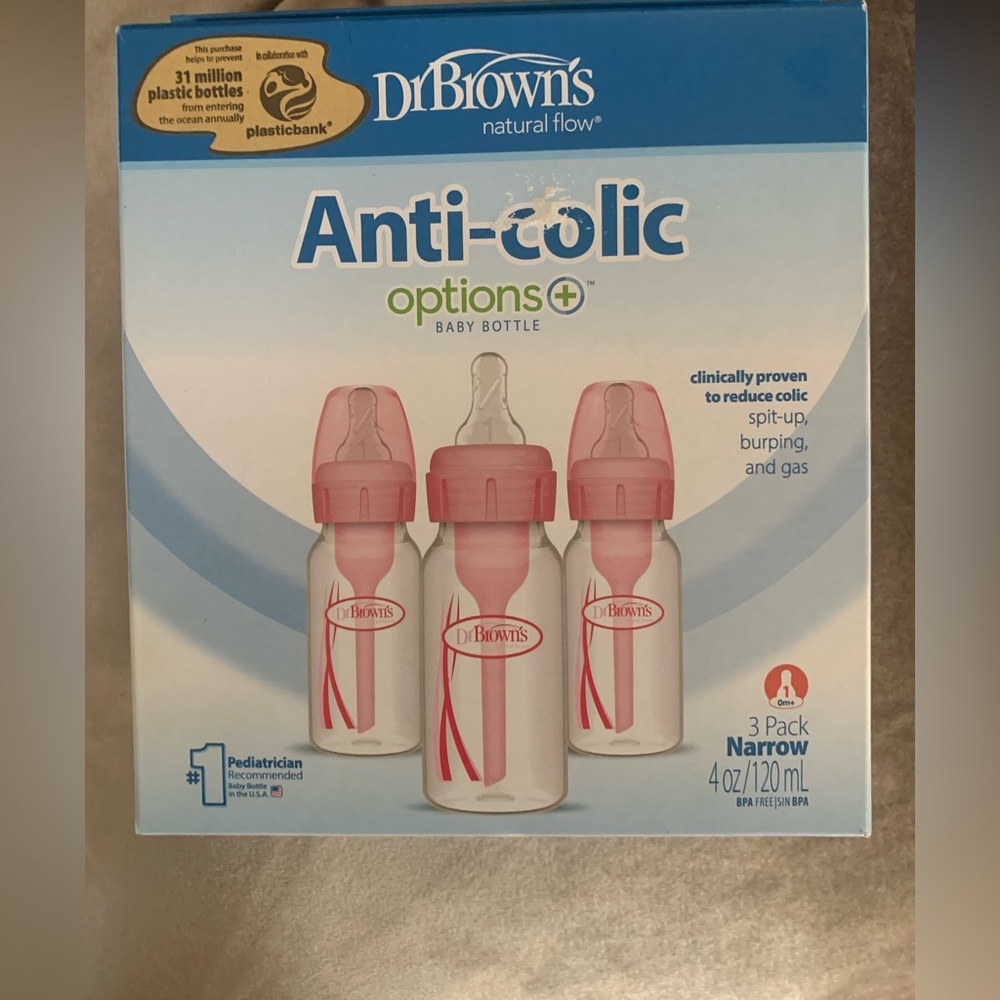 This purchase
helps to prevent
31 million
plastic bottles
from entering
the ocean annually
in collaboration with
plasticbank®
Dr Brown's
natural flow®
Anti-colic
options+™
BABY BOTTLE
clinically proven
to reduce colic
spit-up,
burping,
and gas
1
1
1
Dr Brown's
Dr Brown's
Dr Brown's
1
0m+
3 Pack
Narrow
4 oz/120 mL
BPA FREE|SIN BPA
#1
Pediatrician
Recommended
Baby Bottle
in the U.S.A.